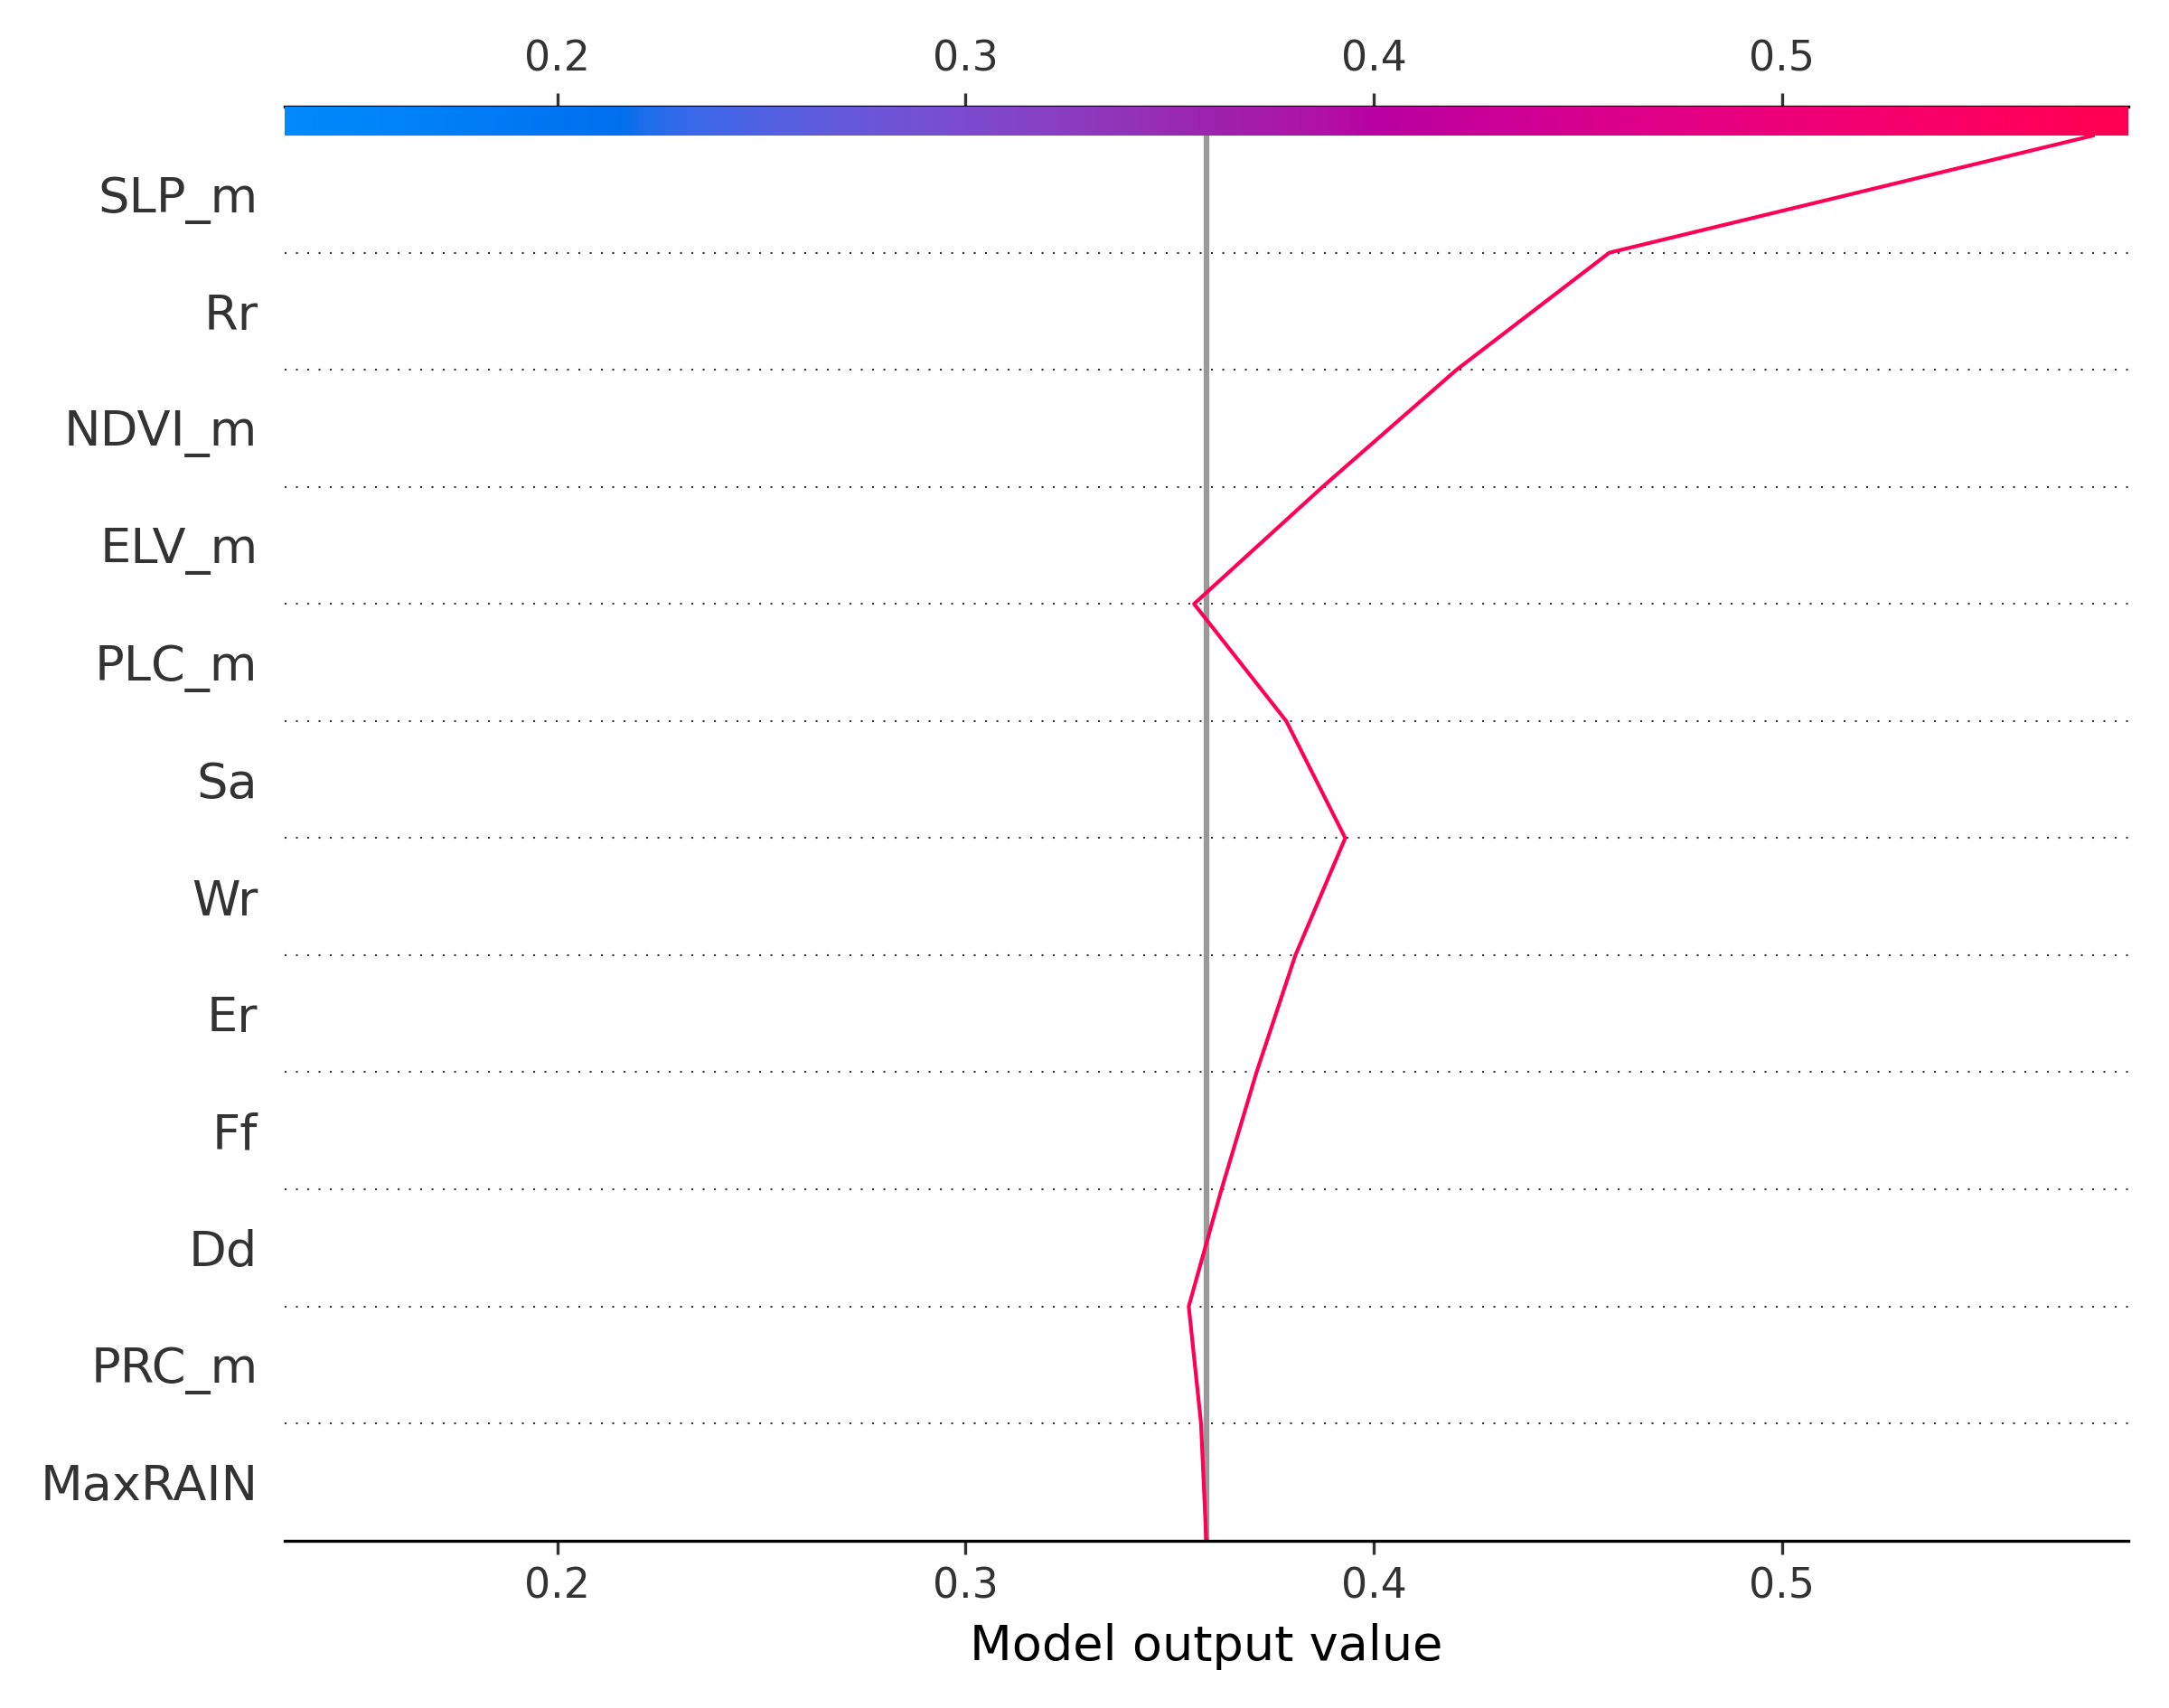 0.2 0.3 0.4 0.5
SLP_m
Rr
NDVI_m
ELV_m
PLC_m
Sa
Wr
Er
Ff
Dd
PRC_m
MaxRAIN
0.2 0.3 0.4 0.5
Model output value